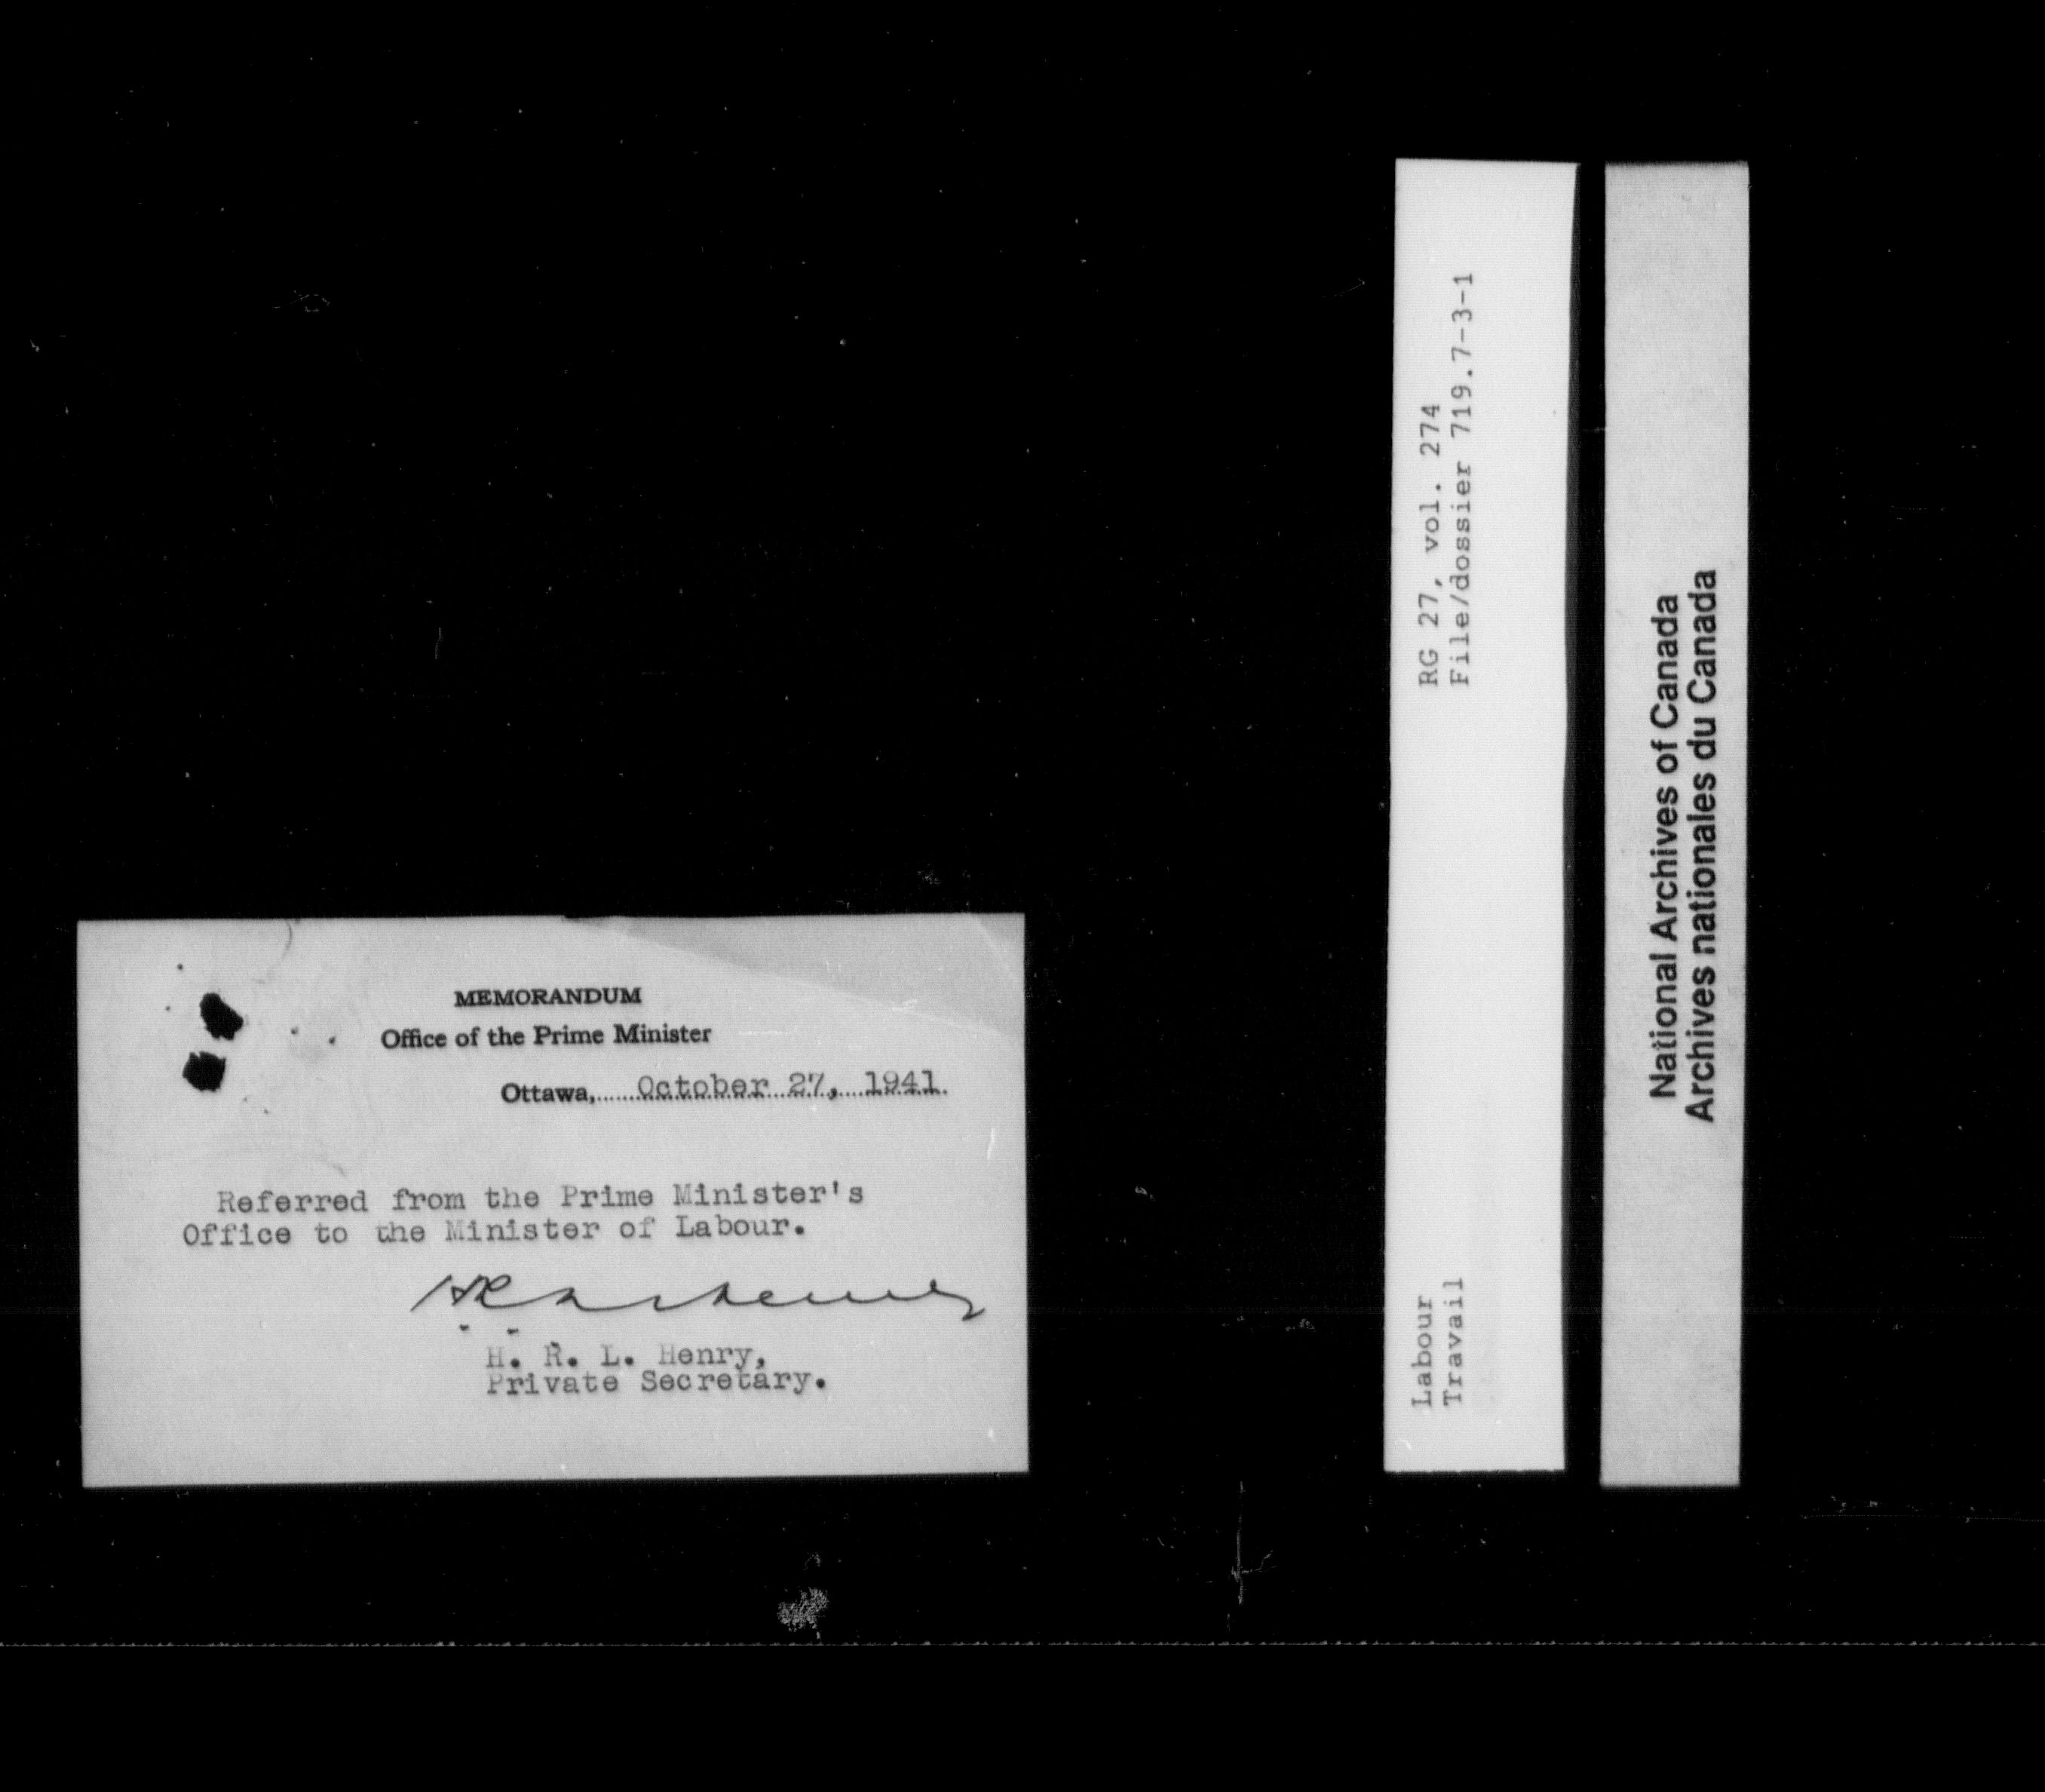 MEMORANDUM
Office of the Prime Minister
Ottawa, October 27, 1941.
Referred from the Prime Minister's
Office to the Minister of Labour.
H. R. L. Henry,
Private Secretary.
RG 27, vol. 274
File/dossier 719.7-3-1
Labour
Travail
National Archives of Canada
Archives nationales du Canada